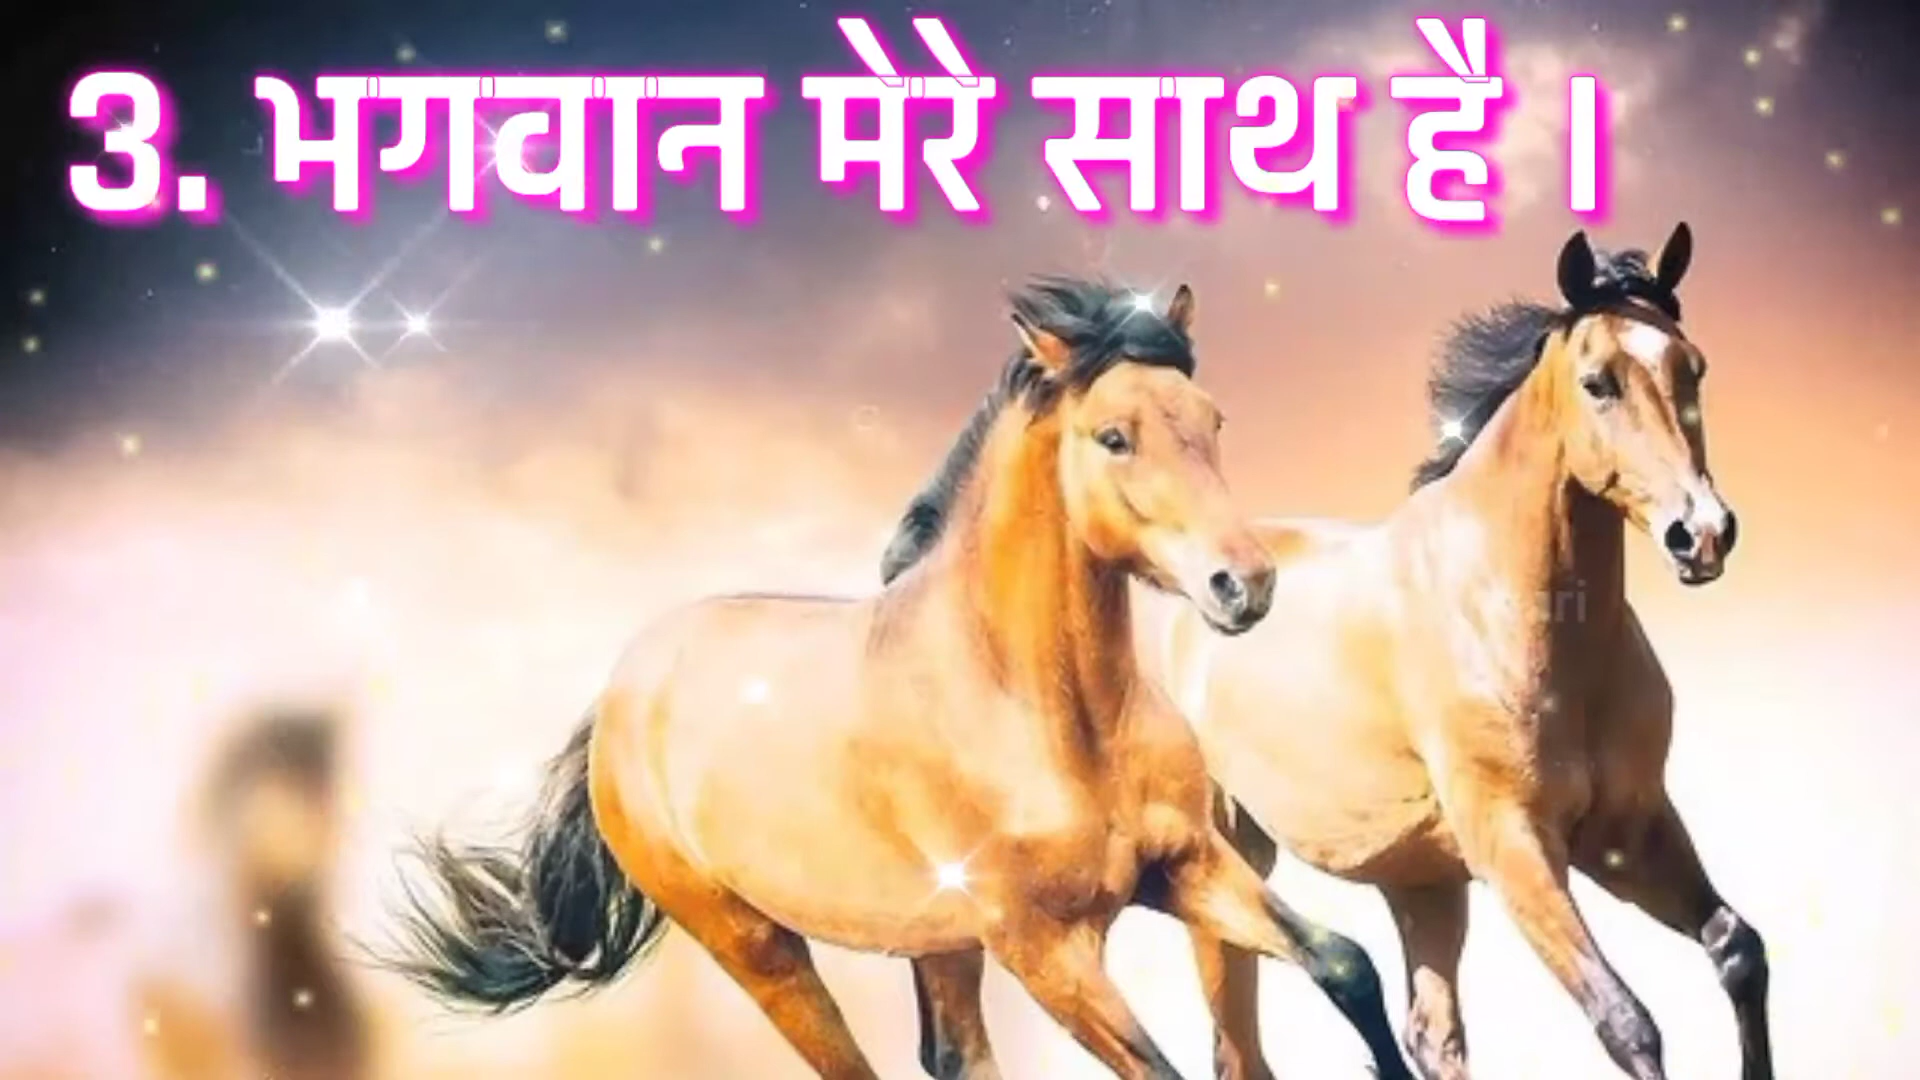 3. भगवान मेरे साथ है ।